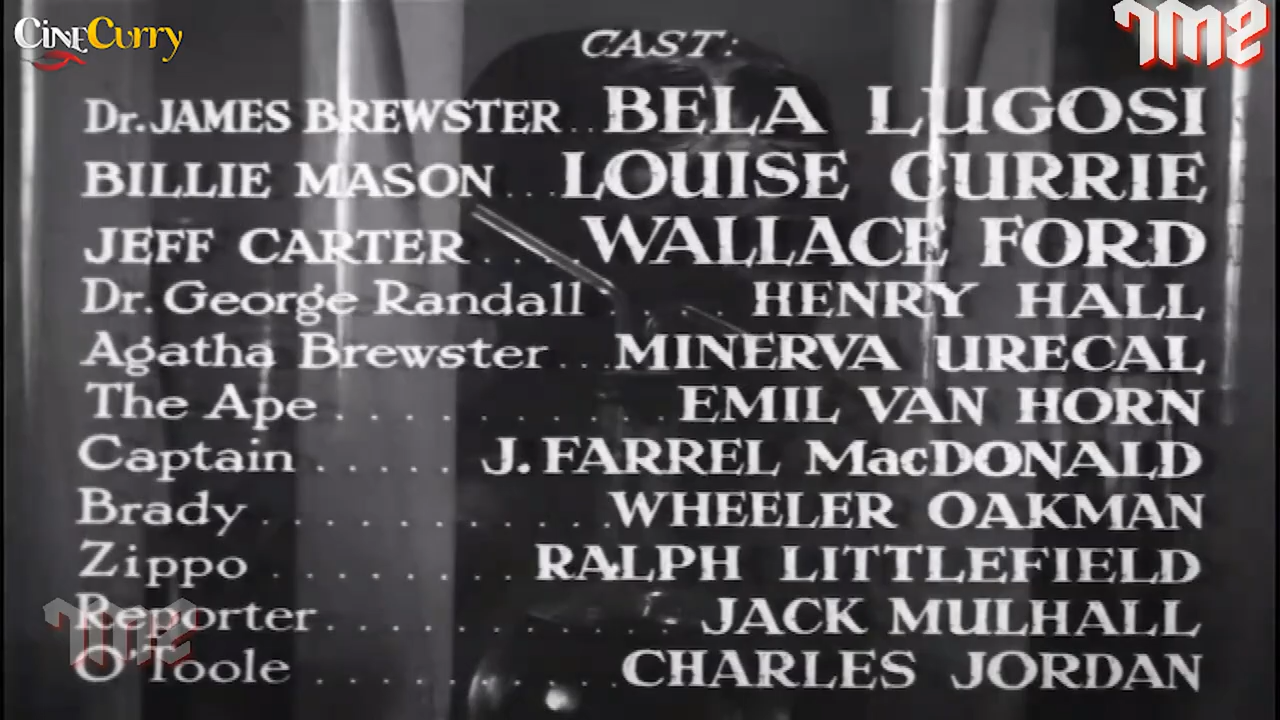 CINECURRY
TMZ
CAST:
Dr. JAMES BREWSTER .. BELA LUGOSI
BILLIE MASON ... LOUISE CURRIE
JEFF CARTER .... WALLACE FORD
Dr. George Randall .... HENRY HALL
Agatha Brewster ... MINERVA URECAL
The Ape .......... EMIL VAN HORN
Captain ..... J. FARREL MacDONALD
Brady ............ WHEELER OAKMAN
Zippo ........ RALPH LITTLEFIELD
Reporter ............ JACK MULHALL
O'Toole .......... CHARLES JORDAN